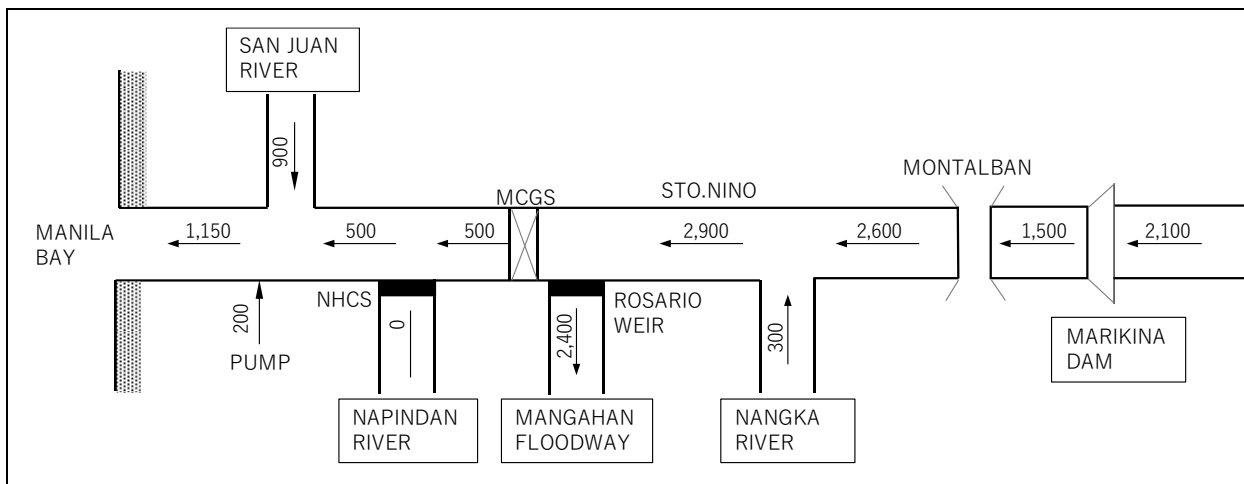 SAN JUAN
RIVER
900
MCGS
STO.NINO
MONTALBAN
MANILA
BAY
1,150
500
500
2,900
2,600
1,500
2,100
200
PUMP
NHCS
0
2,400
ROSARIO
WEIR
300
MARIKINA
DAM
NAPINDAN
RIVER
MANGAHAN
FLOODWAY
NANGKA
RIVER